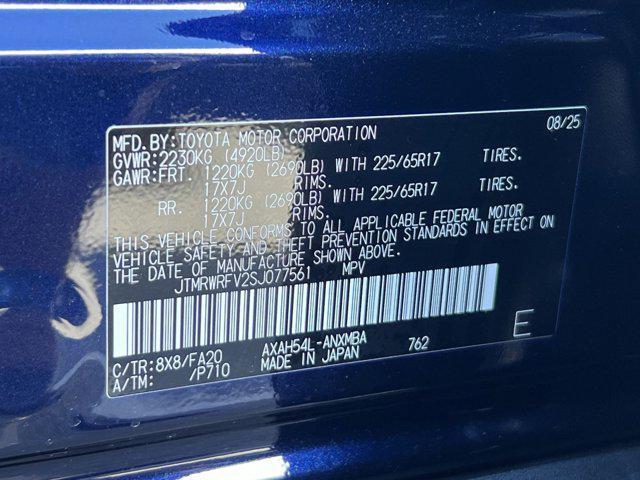 MFD.BY:TOYOTA MOTOR CORPORATION 08/25
GVWR:2230KG (4920LB)
GAWR:FRT. 1220KG (2690LB) WITH 225/65R17 TIRES.
17X7J RIMS.
RR. 1220KG (2690LB) WITH 225/65R17 TIRES.
17X7J RIMS.
THIS VEHICLE CONFORMS TO ALL APPLICABLE FEDERAL MOTOR
VEHICLE SAFETY AND THEFT PREVENTION STANDARDS IN EFFECT ON
THE DATE OF MANUFACTURE SHOWN ABOVE.
JTMRWRFV2SJ077561 MPV
C/TR:8X8/FA20 AXAH54L-ANXMBA 762 E
A/TM: /P710 MADE IN JAPAN